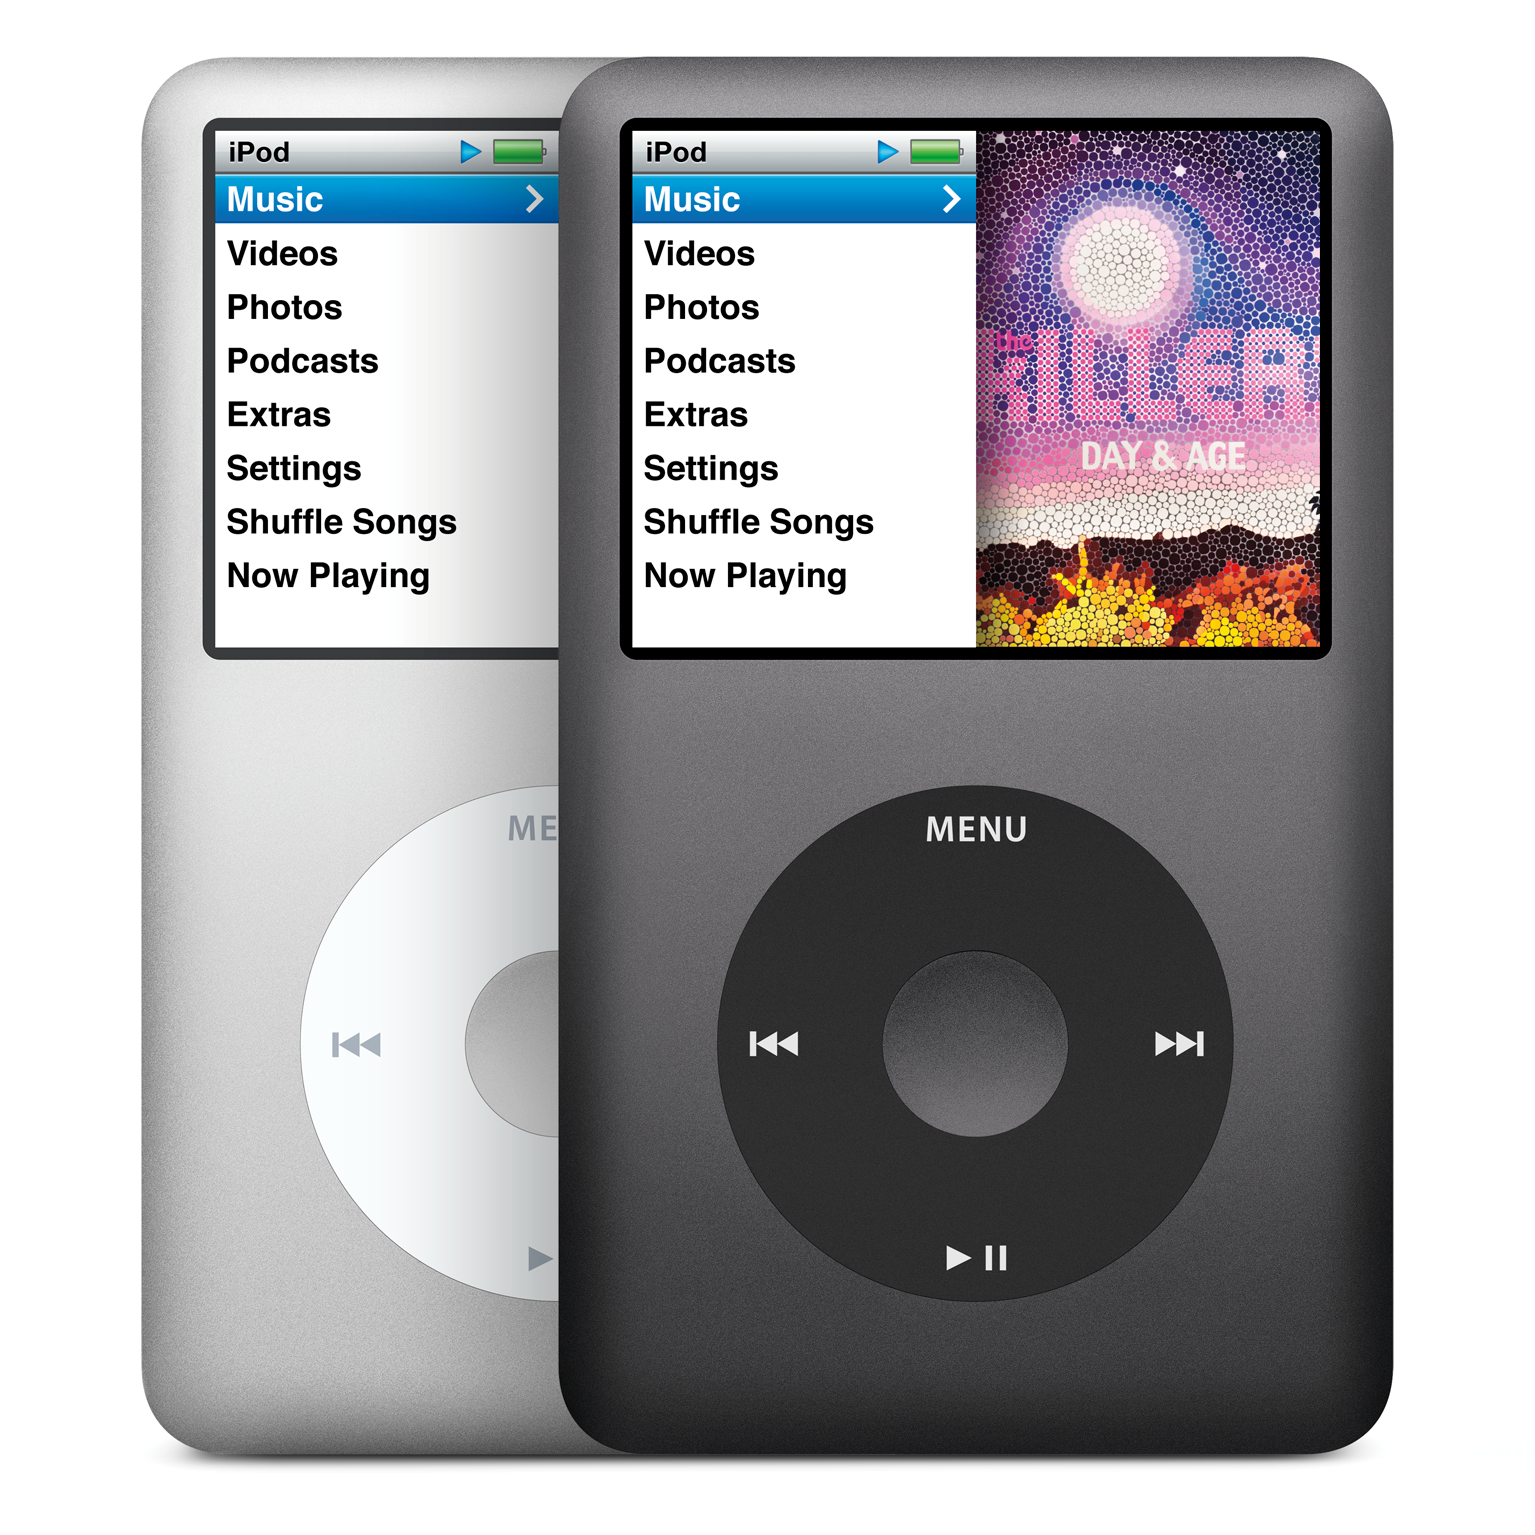 iPod
Music
Videos
Photos
Podcasts
Extras
Settings
Shuffle Songs
Now Playing
ME
iPod
Music
Videos
Photos
Podcasts
Extras
Settings
Shuffle Songs
Now Playing
the
KILLER
DAY & AGE
MENU